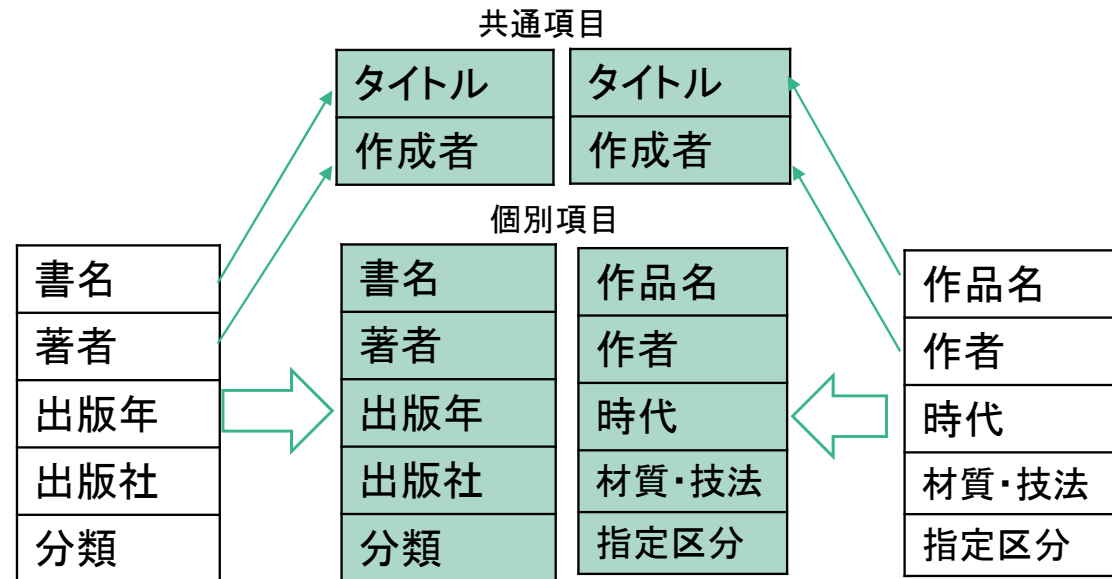 共通項目
タイトル
作成者
タイトル
作成者
個別項目
書名
著者
出版年
出版社
分類
書名
著者
出版年
出版社
分類
作品名
作者
時代
材質・技法
指定区分
作品名
作者
時代
材質・技法
指定区分